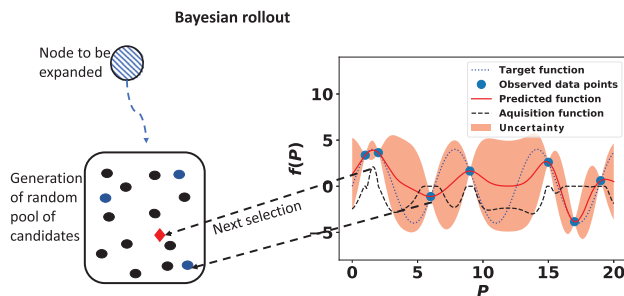 Bayesian rollout
Node to be
expanded
Generation
of random
pool of
candidates
Next selection
Target function
Observed data points
Predicted function
Aquisition function
Uncertainty
f(P)
10
5
0
−5
0
5
10
15
20
P